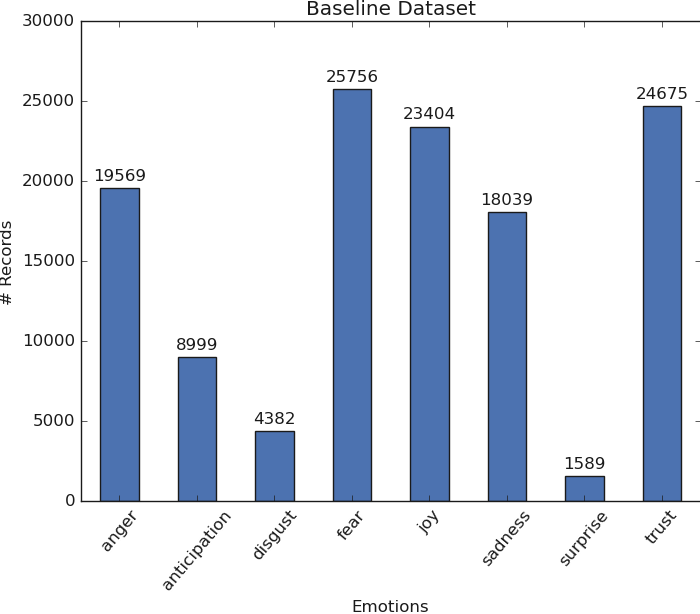 Baseline Dataset
30000
25000
20000
15000
10000
5000
0
# Records
19569
8999
4382
25756
23404
18039
1589
24675
anger
anticipation
disgust
fear
joy
sadness
surprise
trust
Emotions